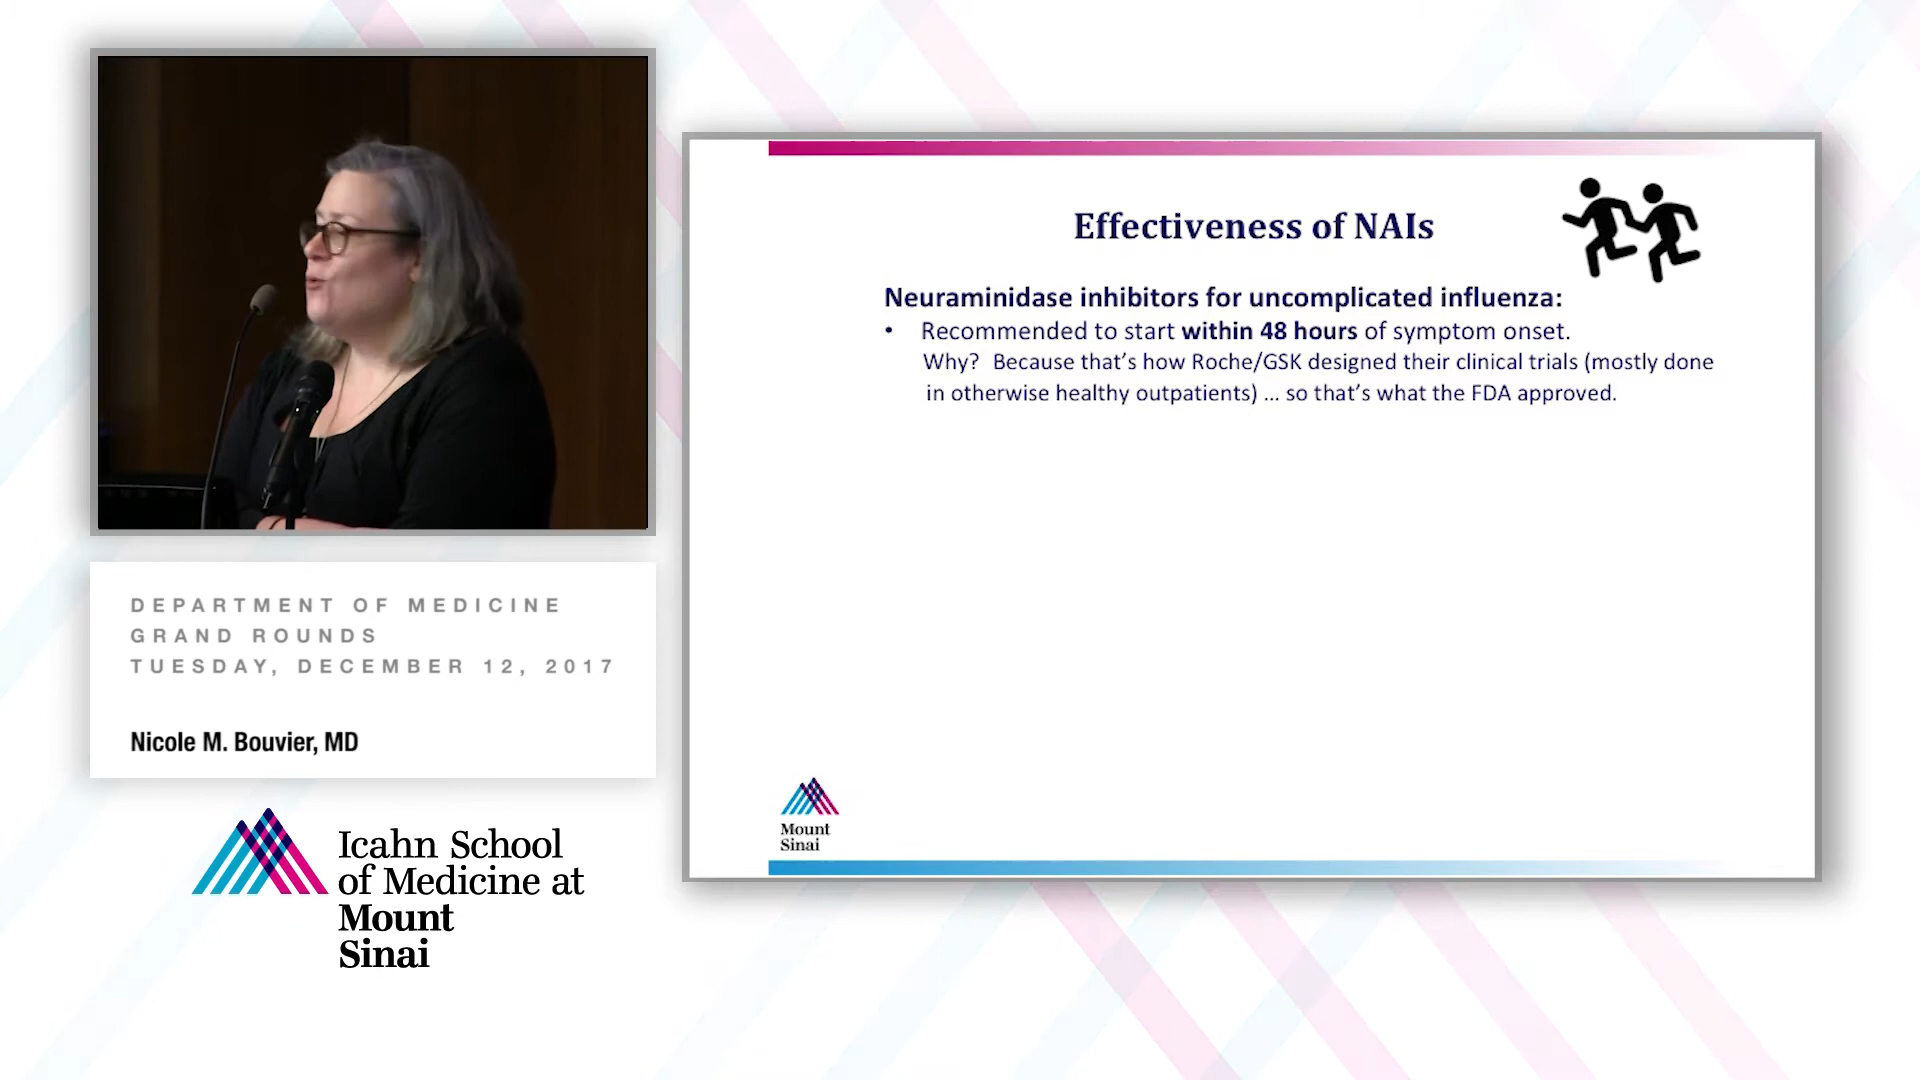 DEPARTMENT OF MEDICINE
GRAND ROUNDS
TUESDAY, DECEMBER 12, 2017
Nicole M. Bouvier, MD
Icahn School
of Medicine at
Mount
Sinai
Effectiveness of NAIs
Neuraminidase inhibitors for uncomplicated influenza:
• Recommended to start within 48 hours of symptom onset.
Why? Because that’s how Roche/GSK designed their clinical trials (mostly done
in otherwise healthy outpatients) ... so that’s what the FDA approved.
Mount
Sinai